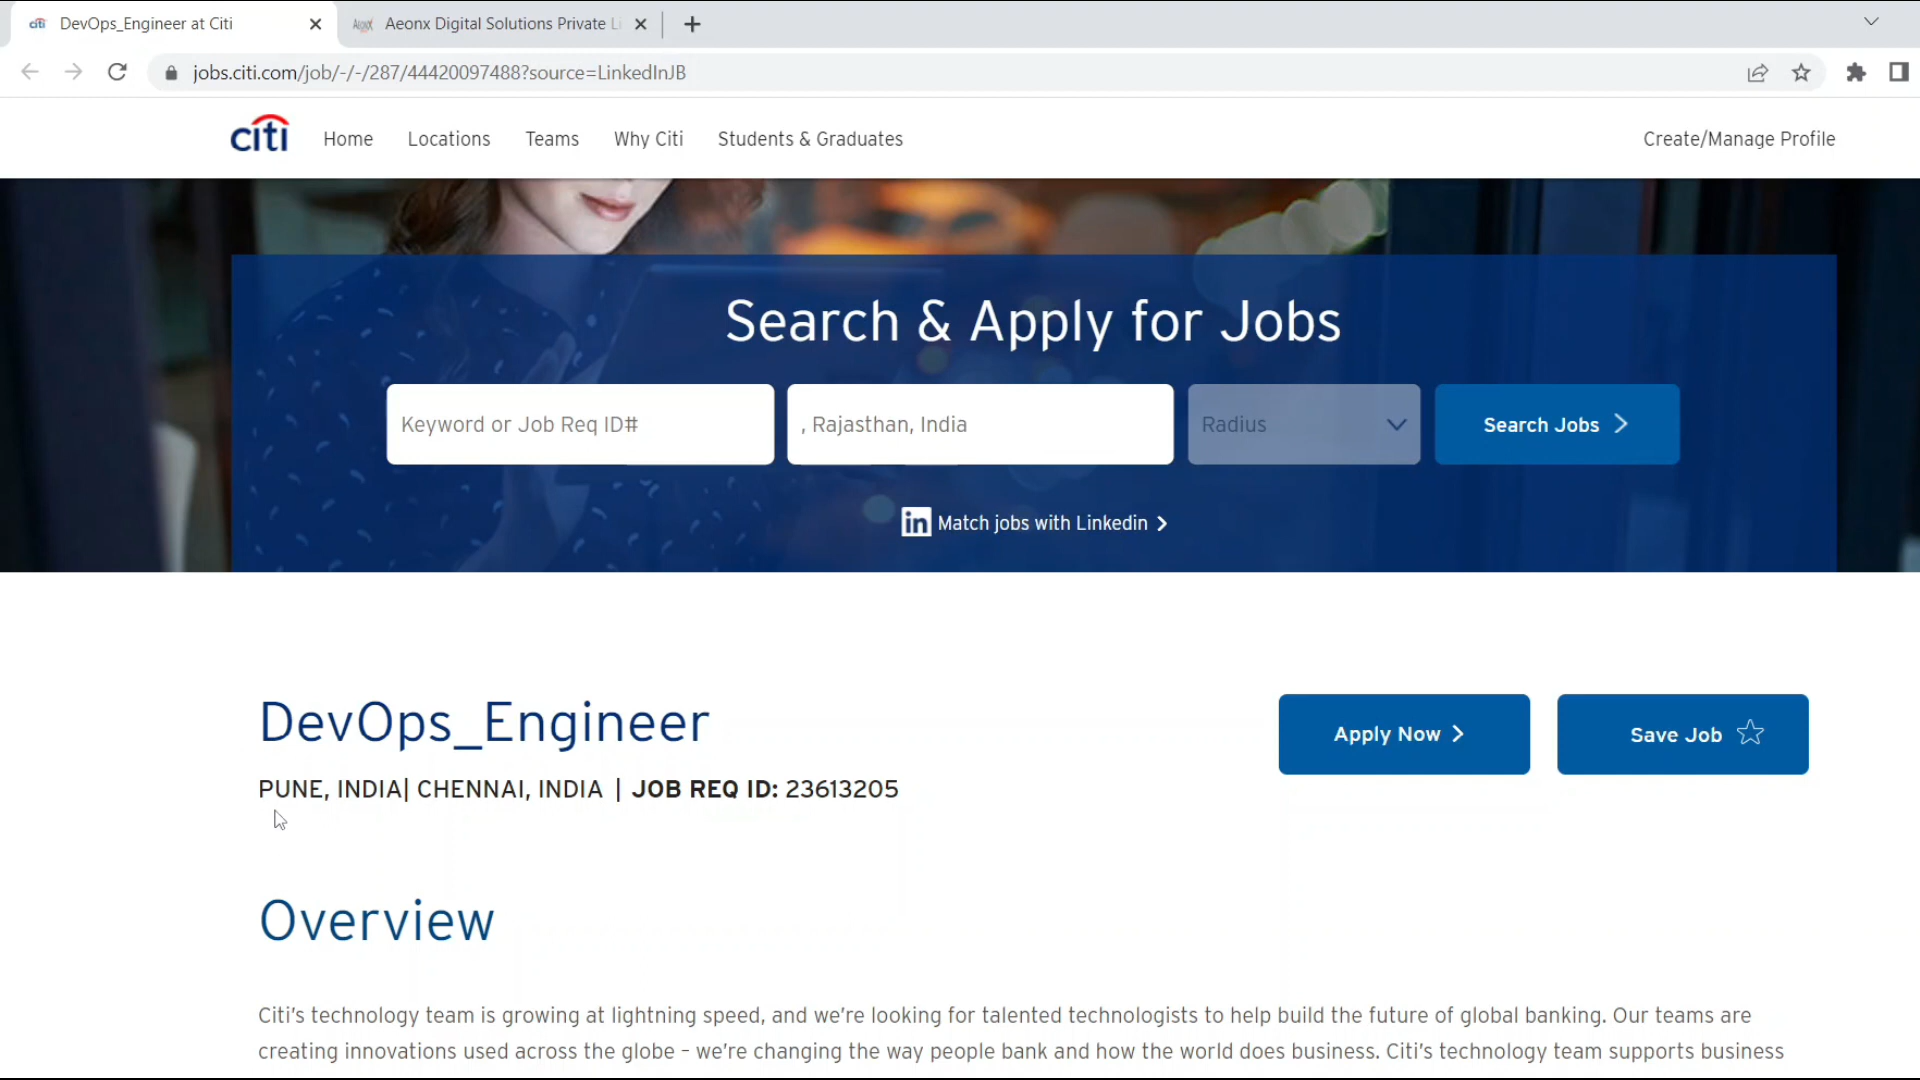 citi DevOps_Engineer at Citi
Aeonx Digital Solutions Private Li
jobs.citi.com/job/-/-/287/44420097488?source=LinkedInJB
citi Home Locations Teams Why Citi Students & Graduates Create/Manage Profile
Search & Apply for Jobs
Keyword or Job Req ID# , Rajasthan, India Radius Search Jobs
in Match jobs with Linkedin
DevOps_Engineer
Apply Now Save Job
PUNE, INDIA| CHENNAI, INDIA | JOB REQ ID: 23613205
Overview
Citi’s technology team is growing at lightning speed, and we’re looking for talented technologists to help build the future of global banking. Our teams are
creating innovations used across the globe – we’re changing the way people bank and how the world does business. Citi’s technology team supports business